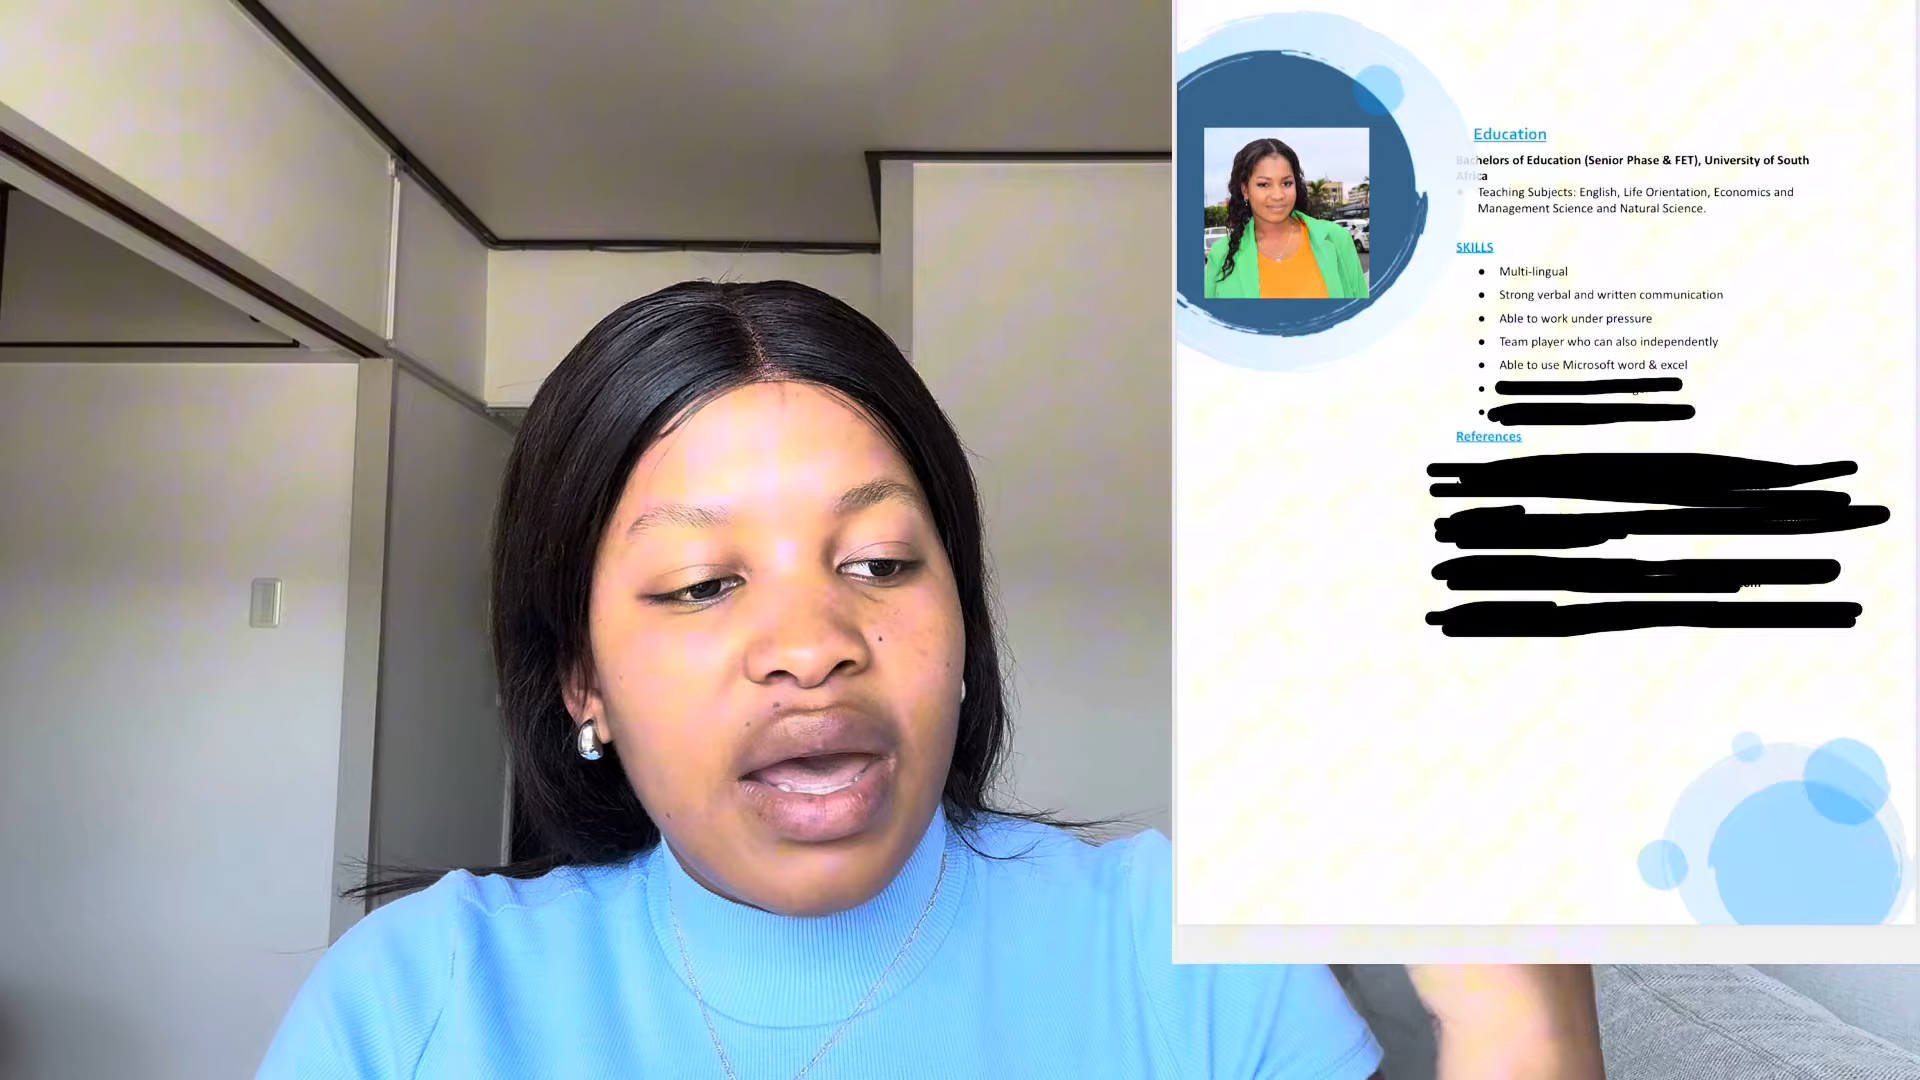 Education
Bachelors of Education (Senior Phase & FET), University of South
Africa
Teaching Subjects: English, Life Orientation, Economics and
Management Science and Natural Science.
SKILLS
Multi-lingual
Strong verbal and written communication
Able to work under pressure
Team player who can also independently
Able to use Microsoft word & excel
References